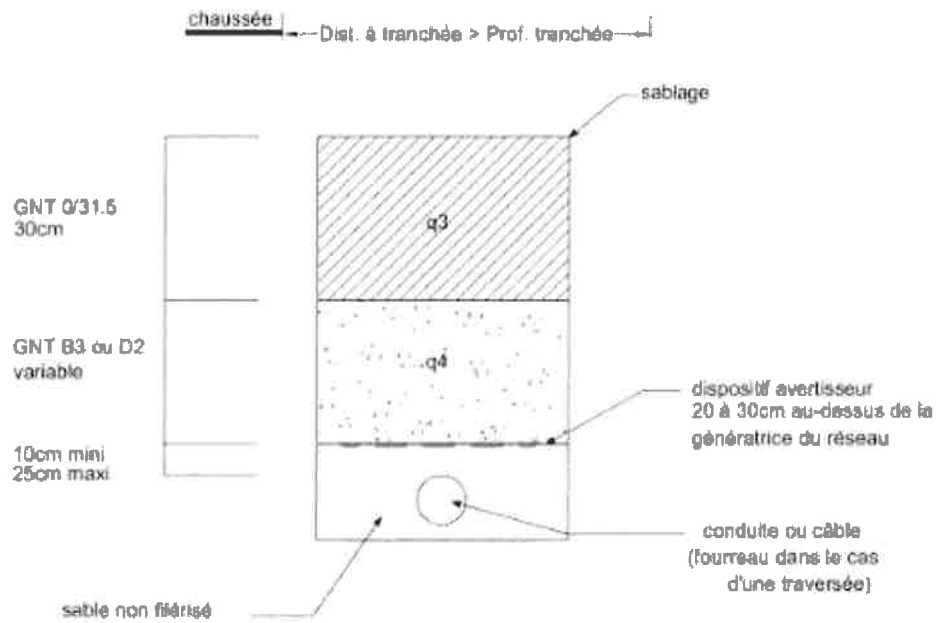 chaussée
Dist. à tranchée > Prof. tranchée
sablage
GNT 0/31.5
30cm
q3
GNT B3 ou D2
variable
q4
dispositif avertisseur
20 à 30cm au-dessus de la
génératrice du réseau
10cm mini
25cm maxi
conduite ou câble
(fourreau dans le cas
d'une traversée)
sable non fillérisé